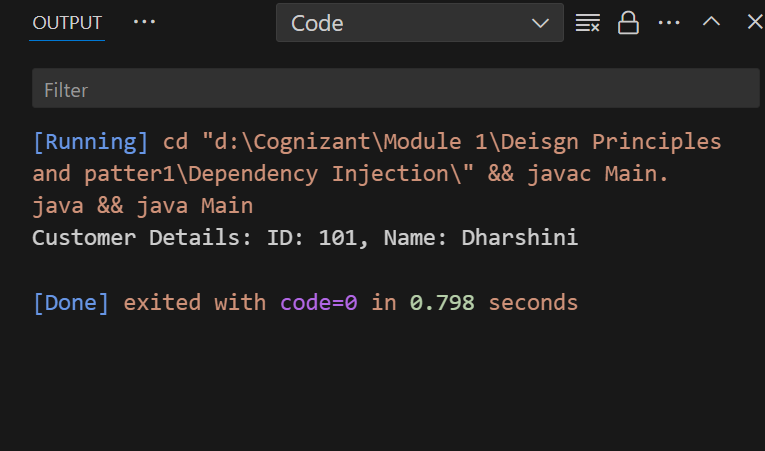 OUTPUT ··· Code ···
Filter
[Running] cd "d:\Cognizant\Module 1\Deisgn Principles
and patter1\Dependency Injection\" && javac Main.
java && java Main
Customer Details: ID: 101, Name: Dharshini
[Done] exited with code=0 in 0.798 seconds